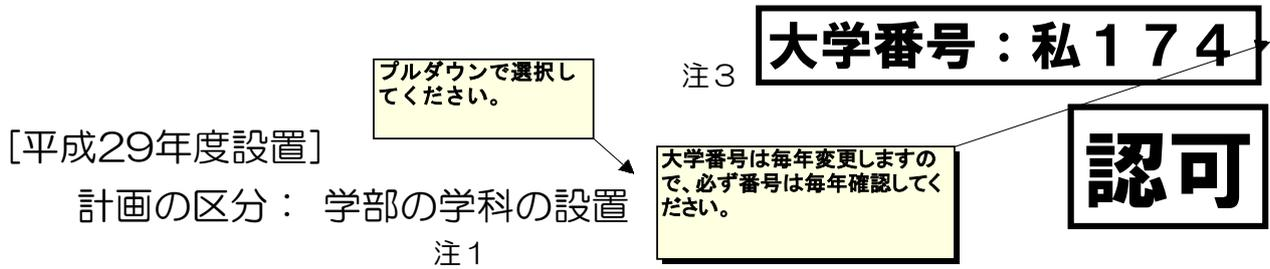 大学番号：私１７４
注３
プルダウンで選択し
てください。
認可
[平成29年度設置]
大学番号は毎年変更しますの
で、必ず番号は毎年確認してく
ださい。
計画の区分： 学部の学科の設置
注１